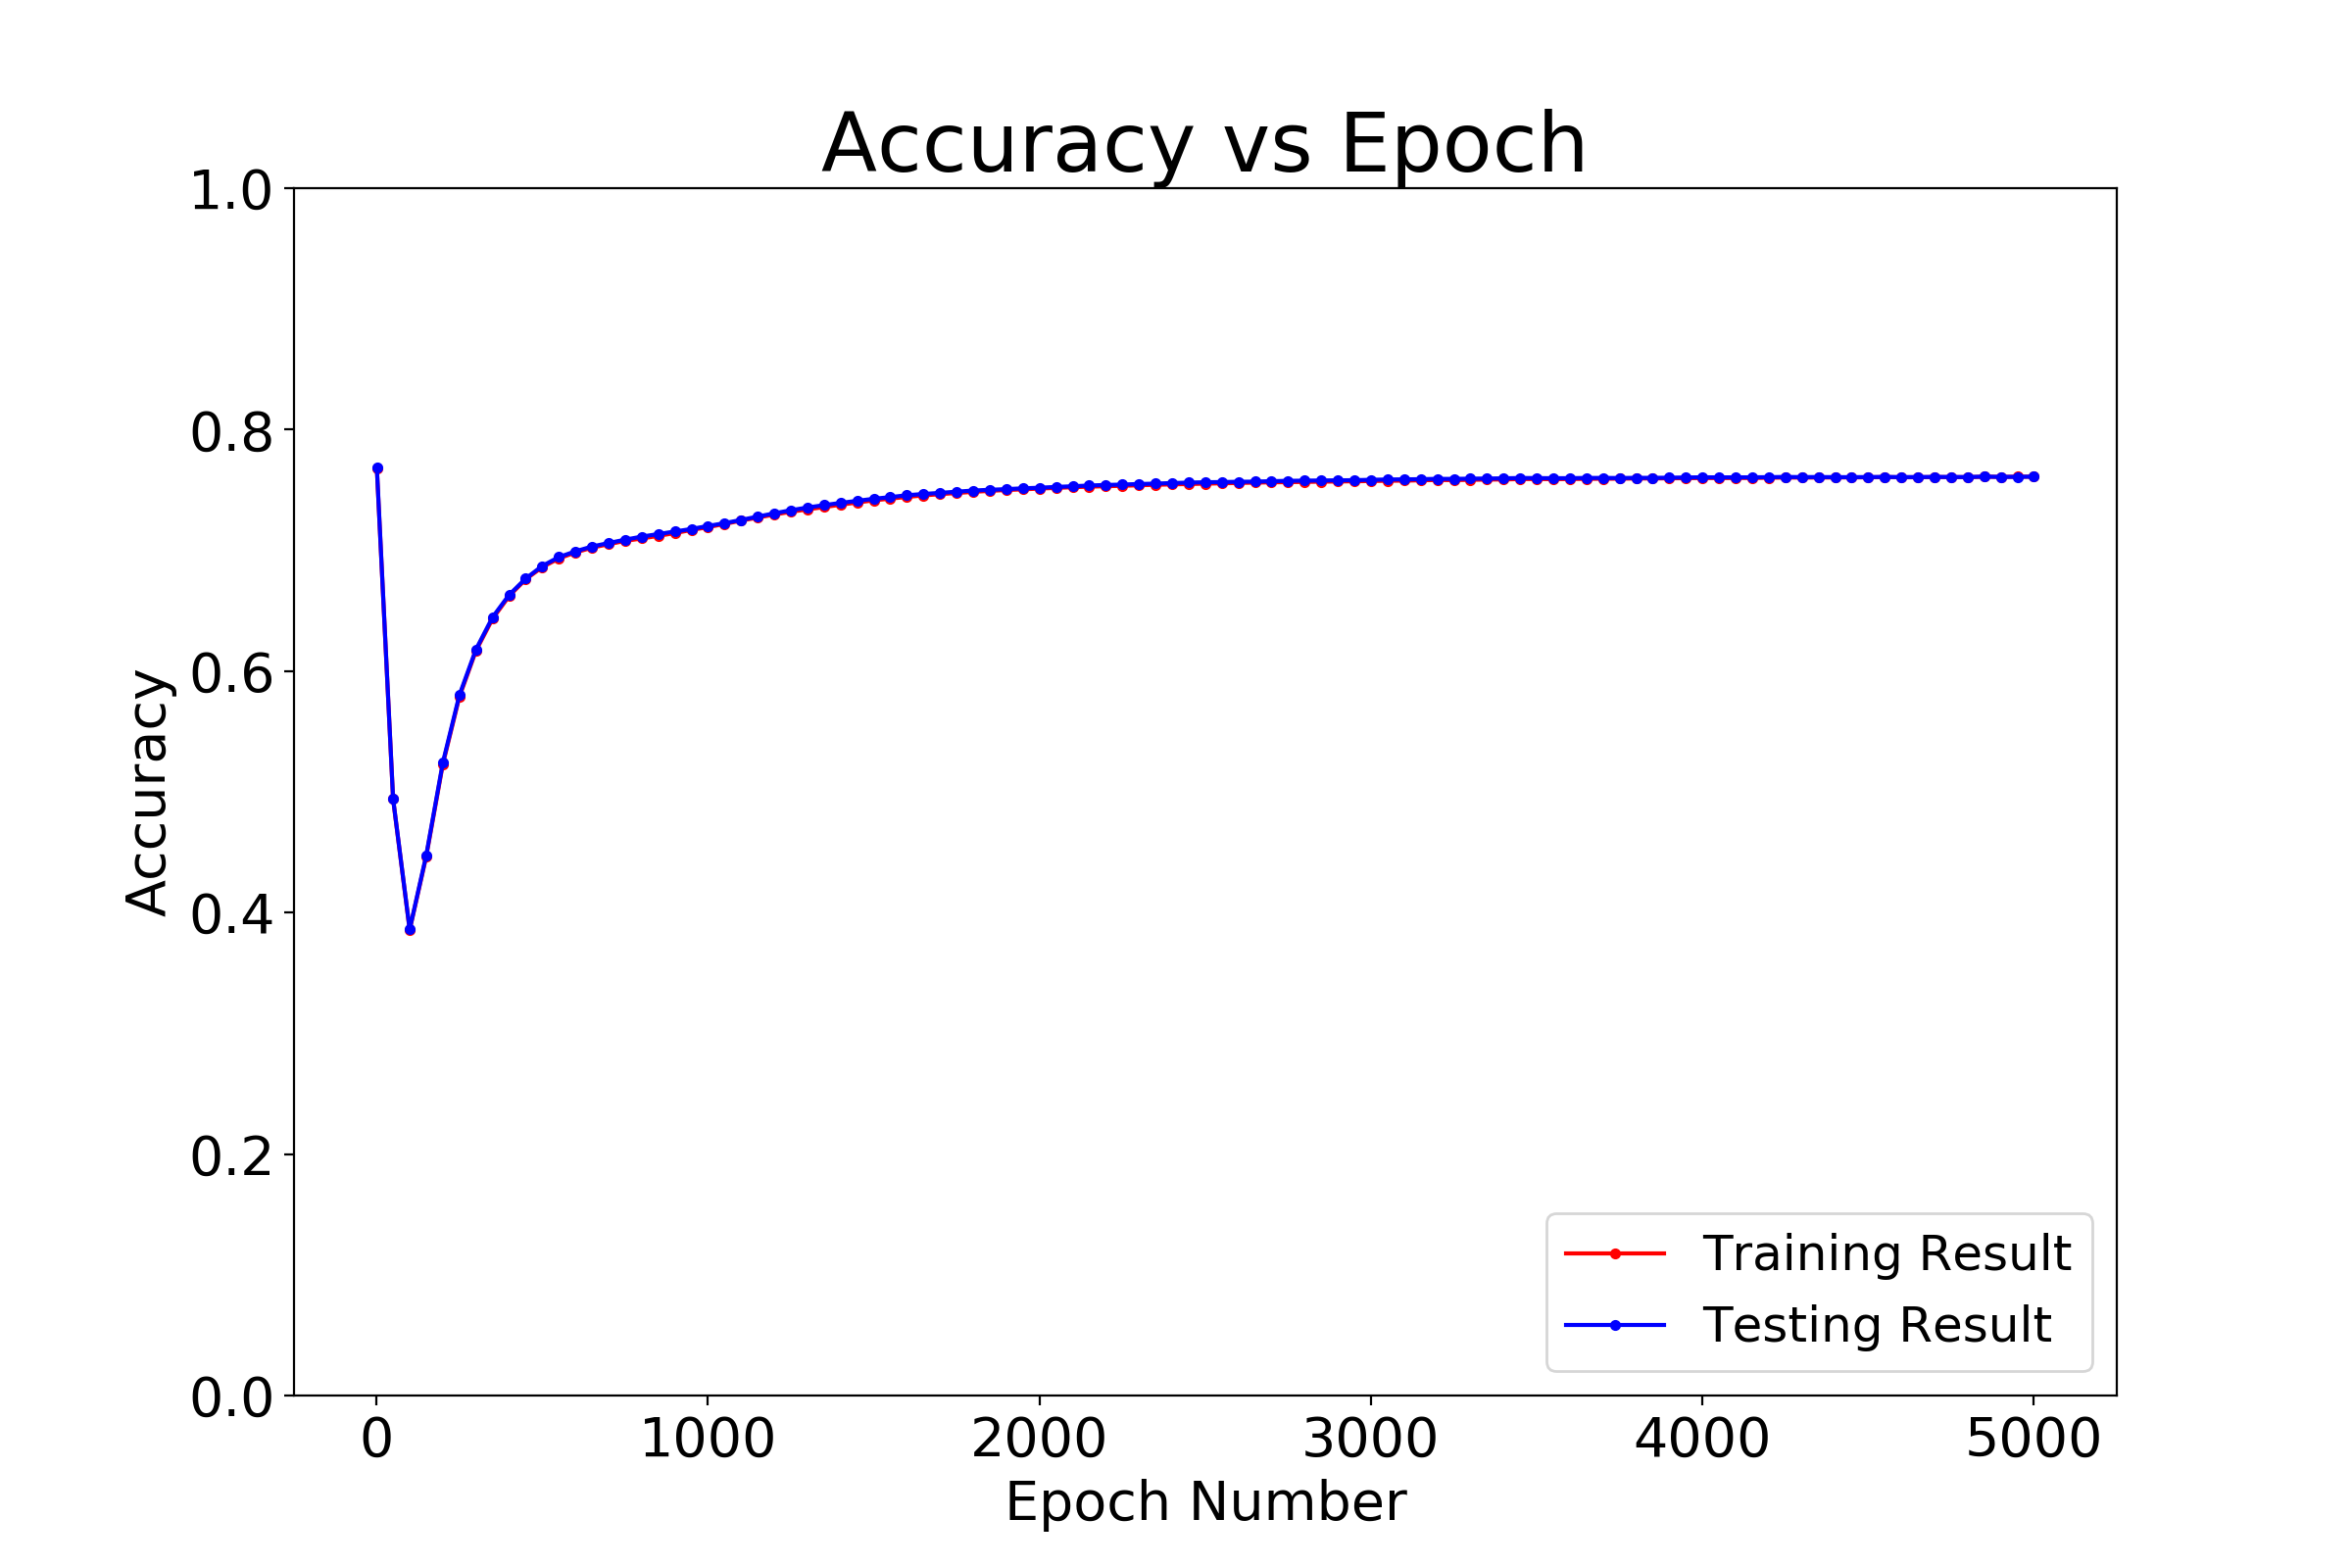 Accuracy vs Epoch
1.0
0.8
0.6
0.4
0.2
0.0
Accuracy
0 1000 2000 3000 4000 5000
Epoch Number
Training Result
Testing Result